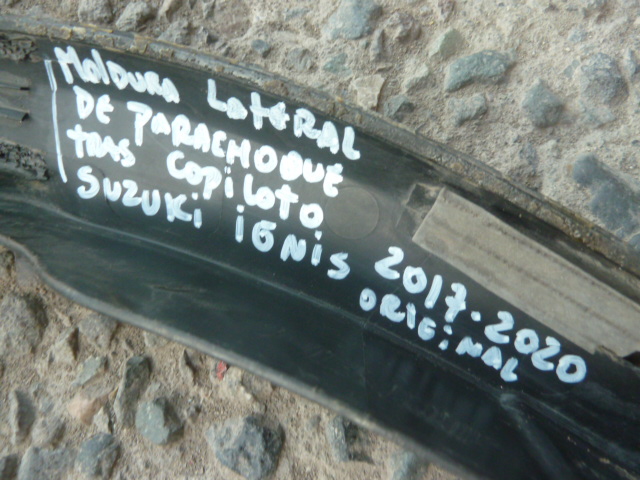 MOLDURA LATERAL
DE PARACHOQUE
TRAS COPILOTO
SUZUKI IGNIS 2017-2020
ORIGINAL